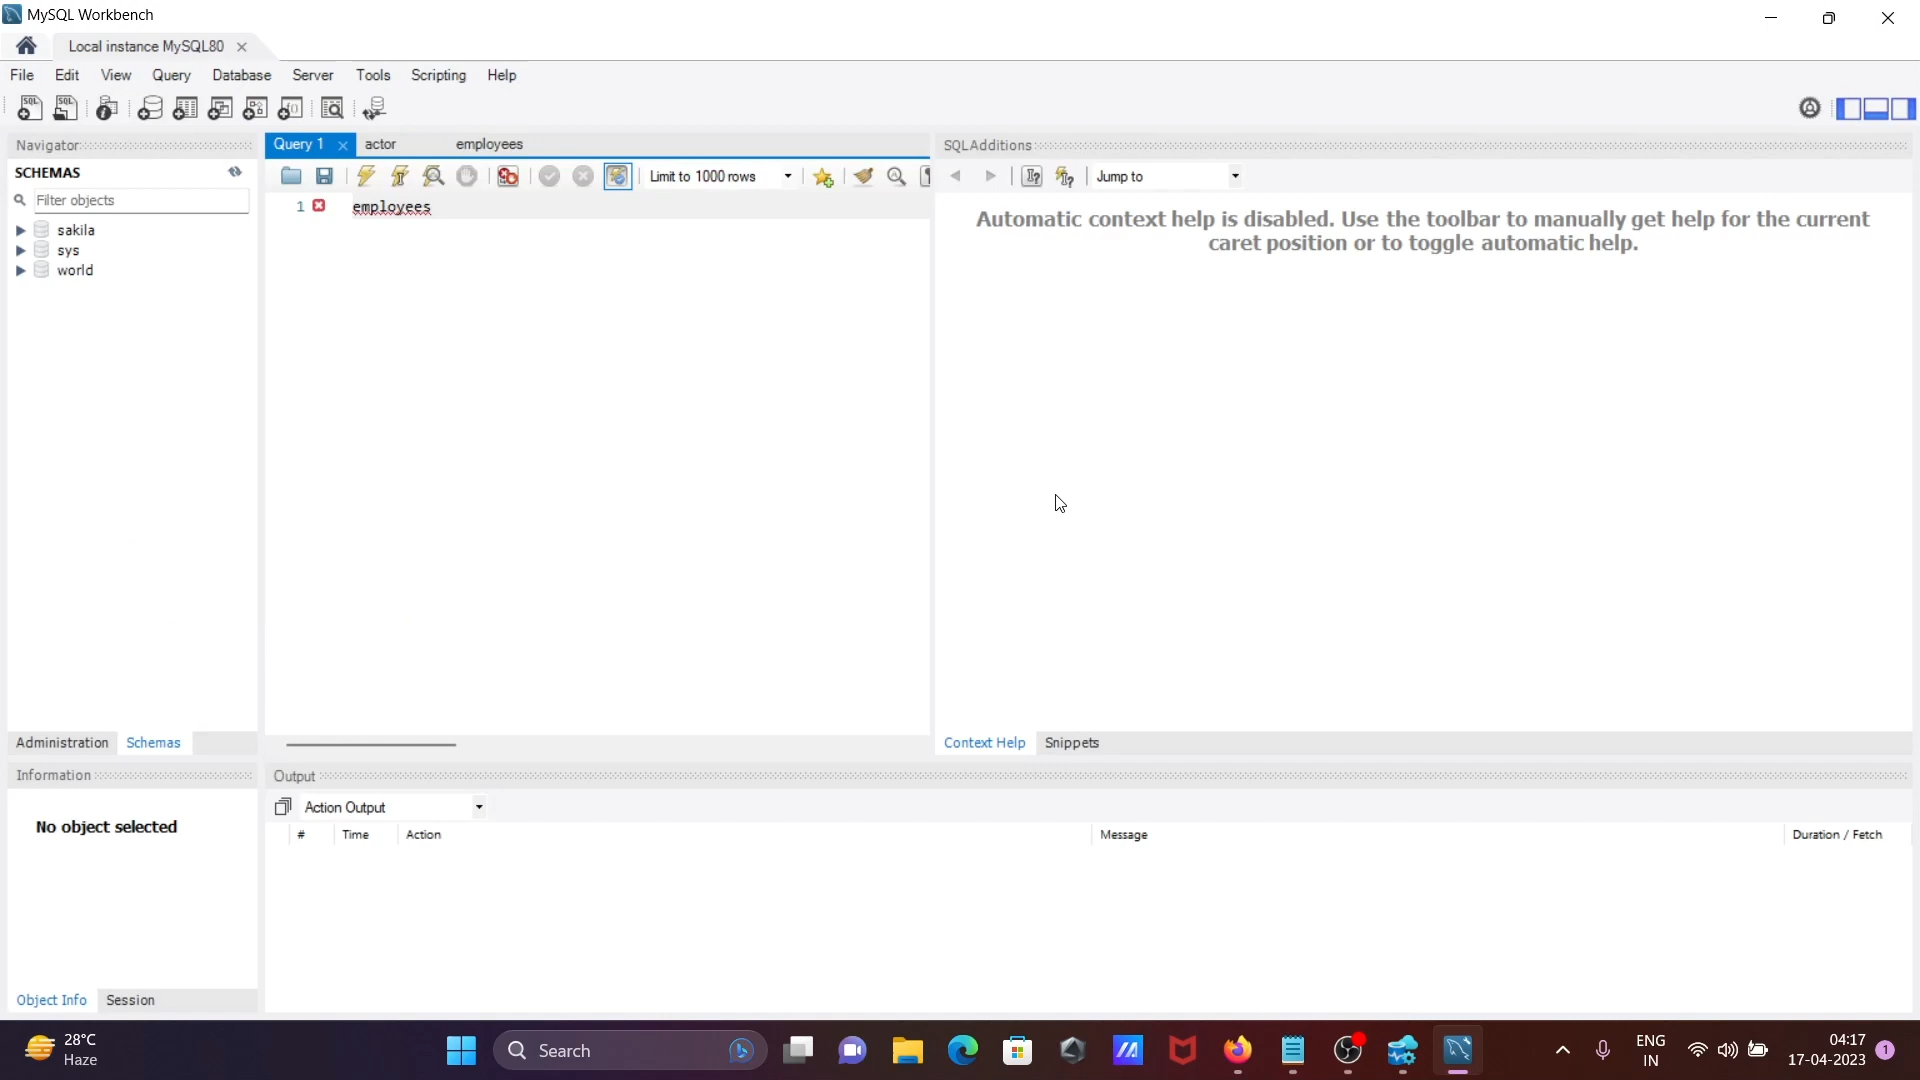 MySQL Workbench
Local instance MySQL80
File Edit View Query Database Server Tools Scripting Help
Navigator
SCHEMAS
Filter objects
sakila
sys
world
Administration Schemas
Information
No object selected
Object Info Session
Query 1 actor employees
Limit to 1000 rows
1 employees
SQLAdditions
Jump to
Automatic context help is disabled. Use the toolbar to manually get help for the current
caret position or to toggle automatic help.
Context Help Snippets
Output
Action Output
# Time Action Message Duration / Fetch
28°C
Haze
Search
ENG
IN
04:17
17-04-2023
1